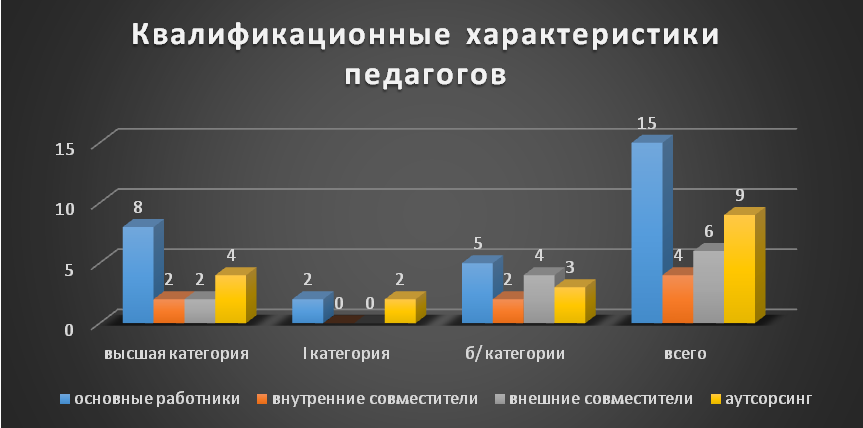 Квалификационные характеристики
педагогов
15
10
5
0
8
2
2
4
2
0
0
2
5
2
4
3
15
4
6
9
высшая категория
I категория
б/ категории
всего
основные работники
внутренние совместители
внешние совместители
аутсорсинг